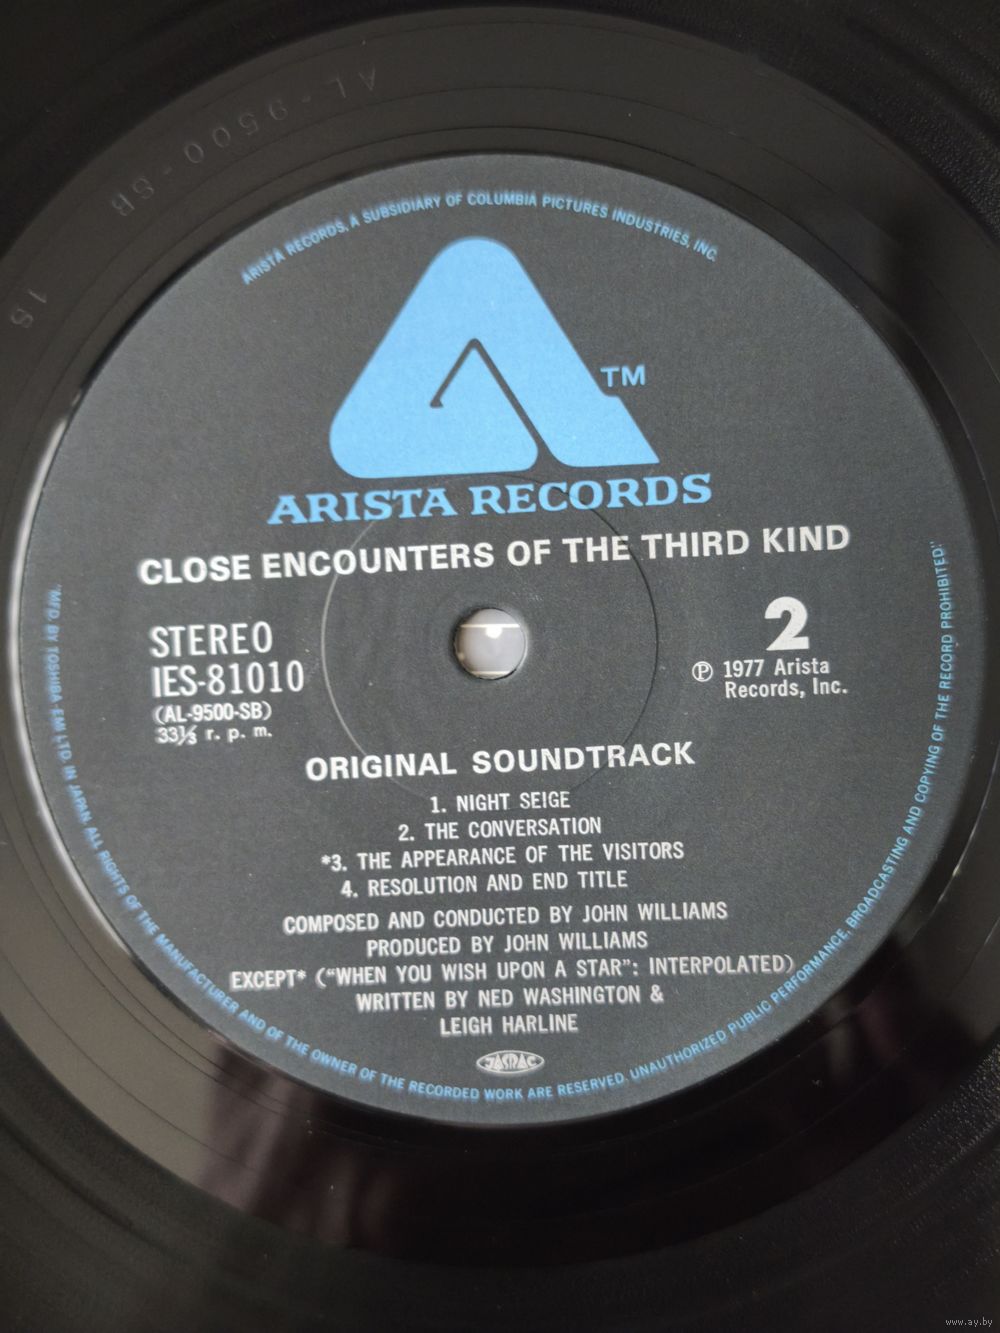 AL-9500-SB
1S
ARISTA RECORDS, A SUBSIDIARY OF COLUMBIA PICTURES INDUSTRIES, INC.
TM
ARISTA RECORDS
CLOSE ENCOUNTERS OF THE THIRD KIND
STEREO
IES-81010
(AL-9500-SB)
33⅓ r. p. m.
2
℗ 1977 Arista
Records, Inc.
ORIGINAL SOUNDTRACK
1. NIGHT SEIGE
2. THE CONVERSATION
*3. THE APPEARANCE OF THE VISITORS
4. RESOLUTION AND END TITLE
COMPOSED AND CONDUCTED BY JOHN WILLIAMS
PRODUCED BY JOHN WILLIAMS
EXCEPT* ("WHEN YOU WISH UPON A STAR": INTERPOLATED)
WRITTEN BY NED WASHINGTON &
LEIGH HARLINE
JASRAC
"MFD. BY TOSHIBA-EMI LTD. IN JAPAN. ALL RIGHTS OF THE MANUFACTURER AND OF THE OWNER OF THE RECORDED WORK ARE RESERVED. UNAUTHORIZED PUBLIC PERFORMANCE, BROADCASTING AND COPYING OF THE RECORD PROHIBITED."
www.ay.by